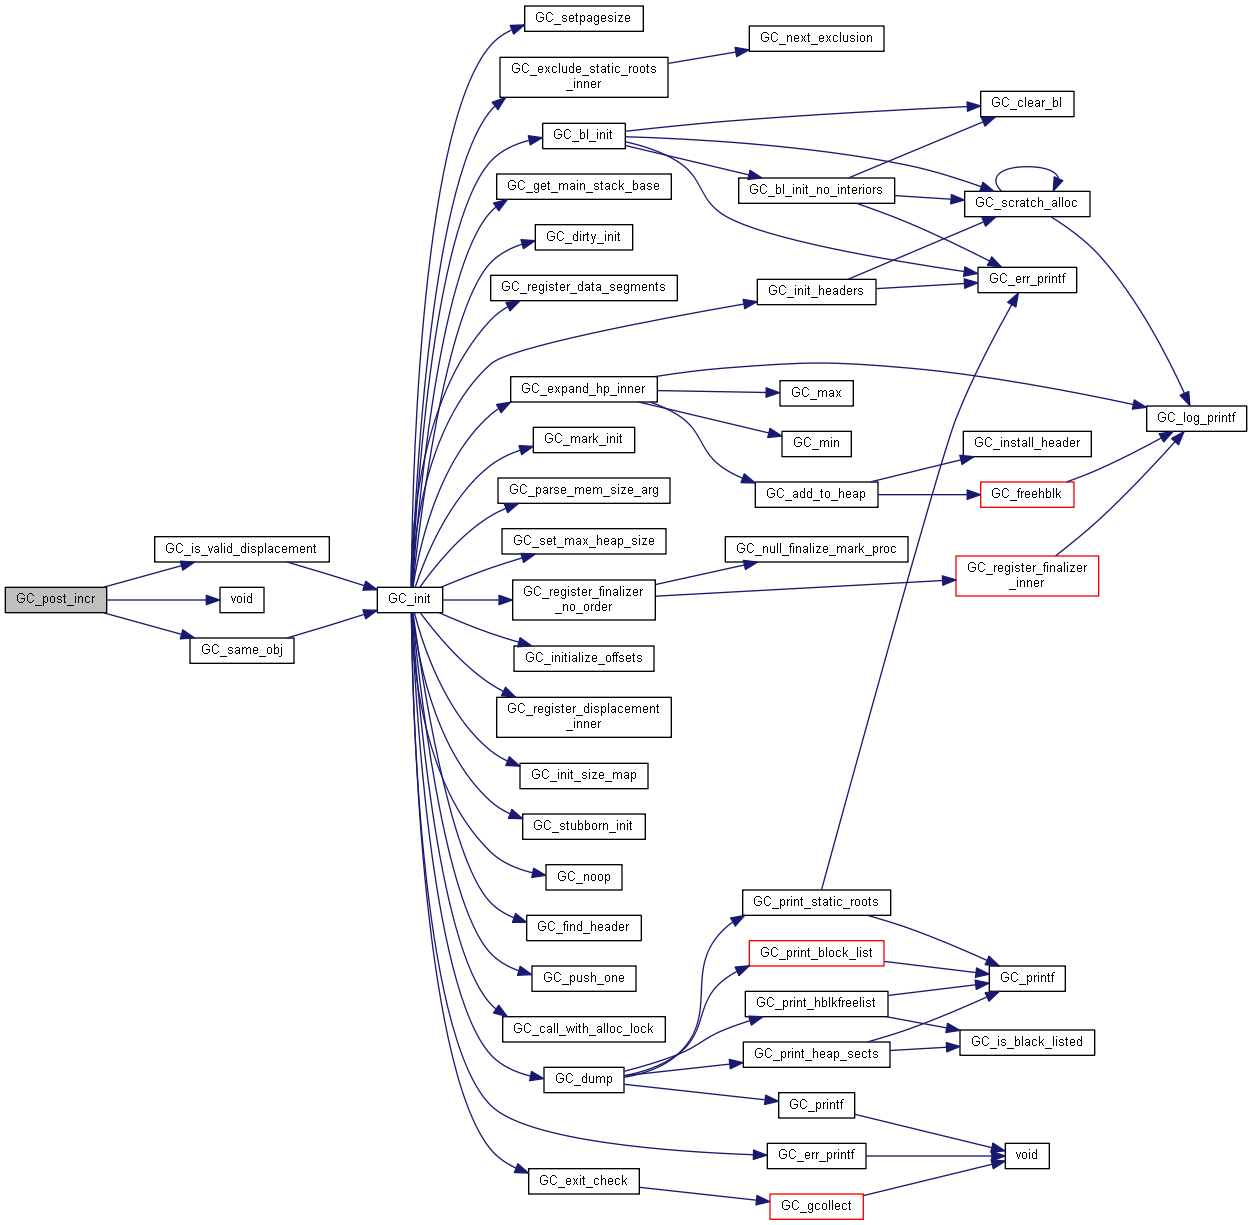 GC_setpagesize
GC_next_exclusion
GC_exclude_static_roots
_inner
GC_clear_bl
GC_bl_init
GC_get_main_stack_base
GC_bl_init_no_interiors
GC_scratch_alloc
GC_dirty_init
GC_err_printf
GC_register_data_segments
GC_init_headers
GC_expand_hp_inner
GC_max
GC_log_printf
GC_mark_init
GC_min
GC_install_header
GC_parse_mem_size_arg
GC_add_to_heap
GC_freehblk
GC_set_max_heap_size
GC_is_valid_displacement
GC_null_finalize_mark_proc
GC_register_finalizer
_inner
GC_post_incr
void
GC_init
GC_register_finalizer
_no_order
GC_same_obj
GC_initialize_offsets
GC_register_displacement
_inner
GC_init_size_map
GC_stubborn_init
GC_noop
GC_print_static_roots
GC_find_header
GC_print_block_list
GC_push_one
GC_printf
GC_print_hblkfreelist
GC_call_with_alloc_lock
GC_is_black_listed
GC_print_heap_sects
GC_dump
GC_printf
GC_err_printf
void
GC_exit_check
GC_gcollect